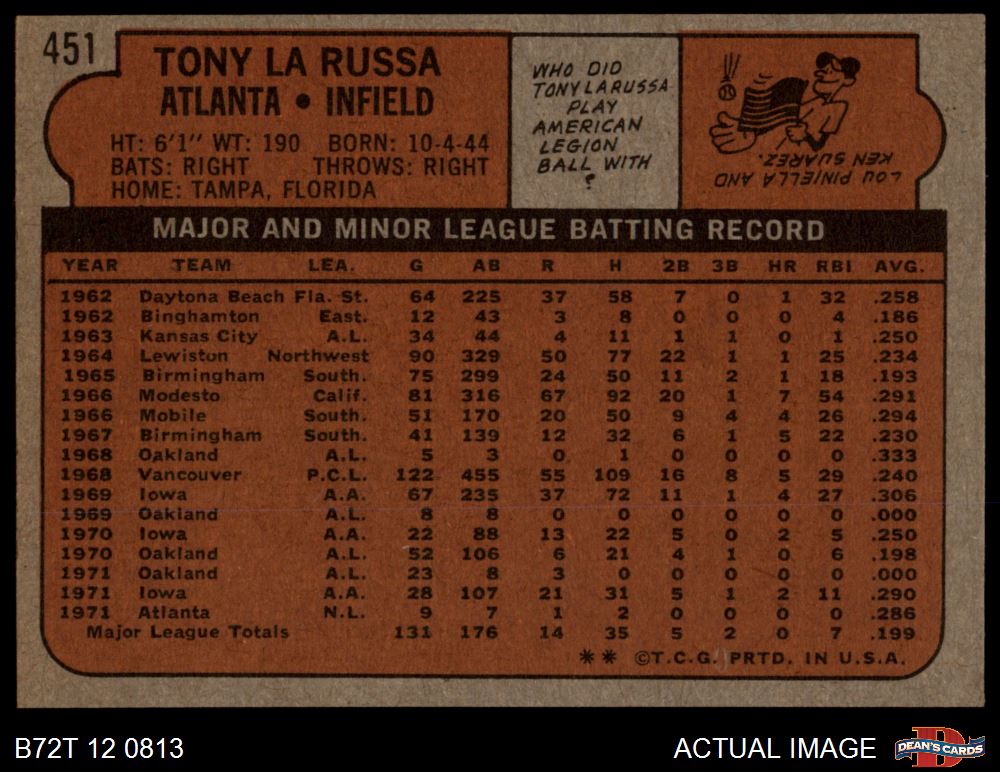 451
TONY LA RUSSA
ATLANTA • INFIELD
HT: 6'1" WT: 190 BORN: 10-4-44
BATS: RIGHT THROWS: RIGHT
HOME: TAMPA, FLORIDA
WHO DID
TONY LARUSSA
PLAY
AMERICAN
LEGION
BALL WITH
?
LOU PINIELLA AND
KEN SUAREZ.
MAJOR AND MINOR LEAGUE BATTING RECORD
YEAR TEAM LEA. G AB R H 2B 3B HR RBI AVG.
1962 Daytona Beach Fla. St. 64 225 37 58 7 0 1 32 .258
1962 Binghamton East. 12 43 3 8 0 0 0 4 .186
1963 Kansas City A.L. 34 44 4 11 1 1 0 1 .250
1964 Lewiston Northwest 90 329 50 77 22 1 1 25 .234
1965 Birmingham South. 75 299 24 50 11 2 1 18 .193
1966 Modesto Calif. 81 316 67 92 20 1 7 54 .291
1966 Mobile South. 51 170 20 50 9 4 4 26 .294
1967 Birmingham South. 41 139 12 32 6 1 5 22 .230
1968 Oakland A.L. 5 3 0 1 0 0 0 0 .333
1968 Vancouver P.C.L. 122 455 55 109 16 8 5 29 .240
1969 Iowa A.A. 67 235 37 72 11 1 4 27 .306
1969 Oakland A.L. 8 8 0 0 0 0 0 0 .000
1970 Iowa A.A. 22 88 13 22 5 0 2 5 .250
1970 Oakland A.L. 52 106 6 21 4 1 0 6 .198
1971 Oakland A.L. 23 8 3 0 0 0 0 0 .000
1971 Iowa A.A. 28 107 21 31 5 1 2 11 .290
1971 Atlanta N.L. 9 7 1 2 0 0 0 0 .286
Major League Totals 131 176 14 35 5 2 0 7 .199
** ©T.C.G. PRTD. IN U.S.A.
B72T 12 0813
ACTUAL IMAGE
DEAN'S CARDS